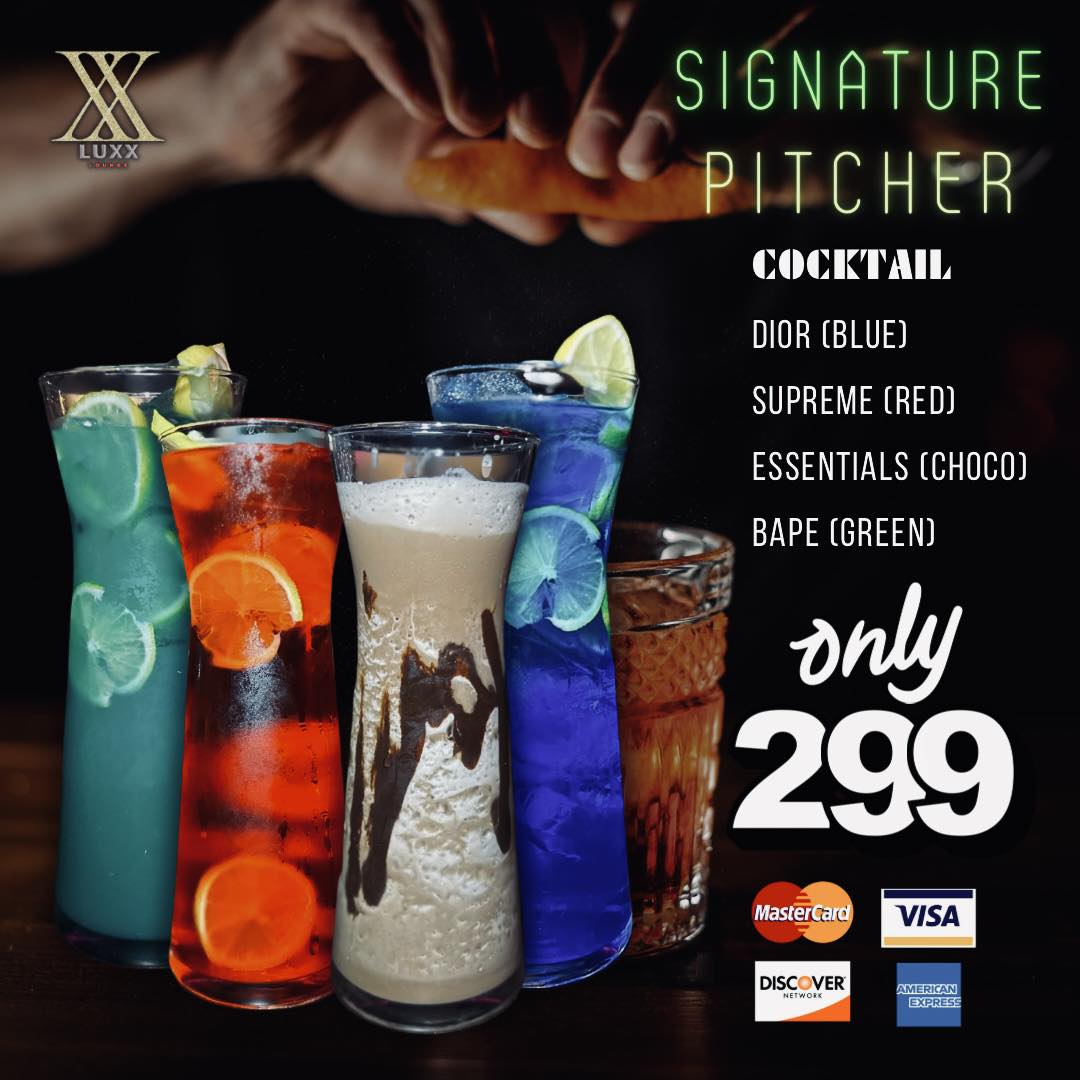 LUXX
LOUNGE
SIGNATURE
PITCHER
COCKTAIL
DIOR (BLUE)
SUPREME (RED)
ESSENTIALS (CHOCO)
BAPE (GREEN)
only
299
MasterCard
VISA
DISCOVER
NETWORK
AMERICAN
EXPRESS